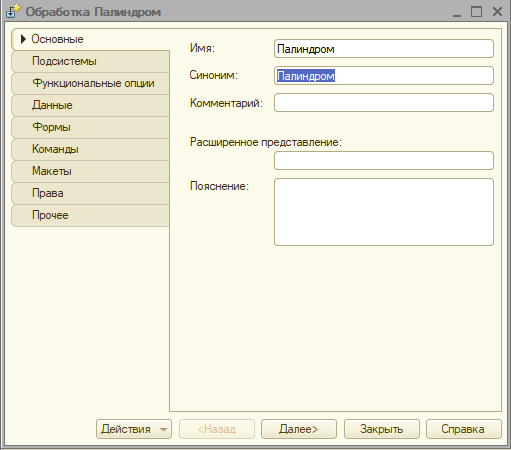 Обработка Палиндром
Основные
Подсистемы
Функциональные опции
Данные
Формы
Команды
Макеты
Права
Прочее
Имя: Палиндром
Синоним: Палиндром
Комментарий:
Расширенное представление:
Пояснение:
Действия <Назад Далее> Закрыть Справка